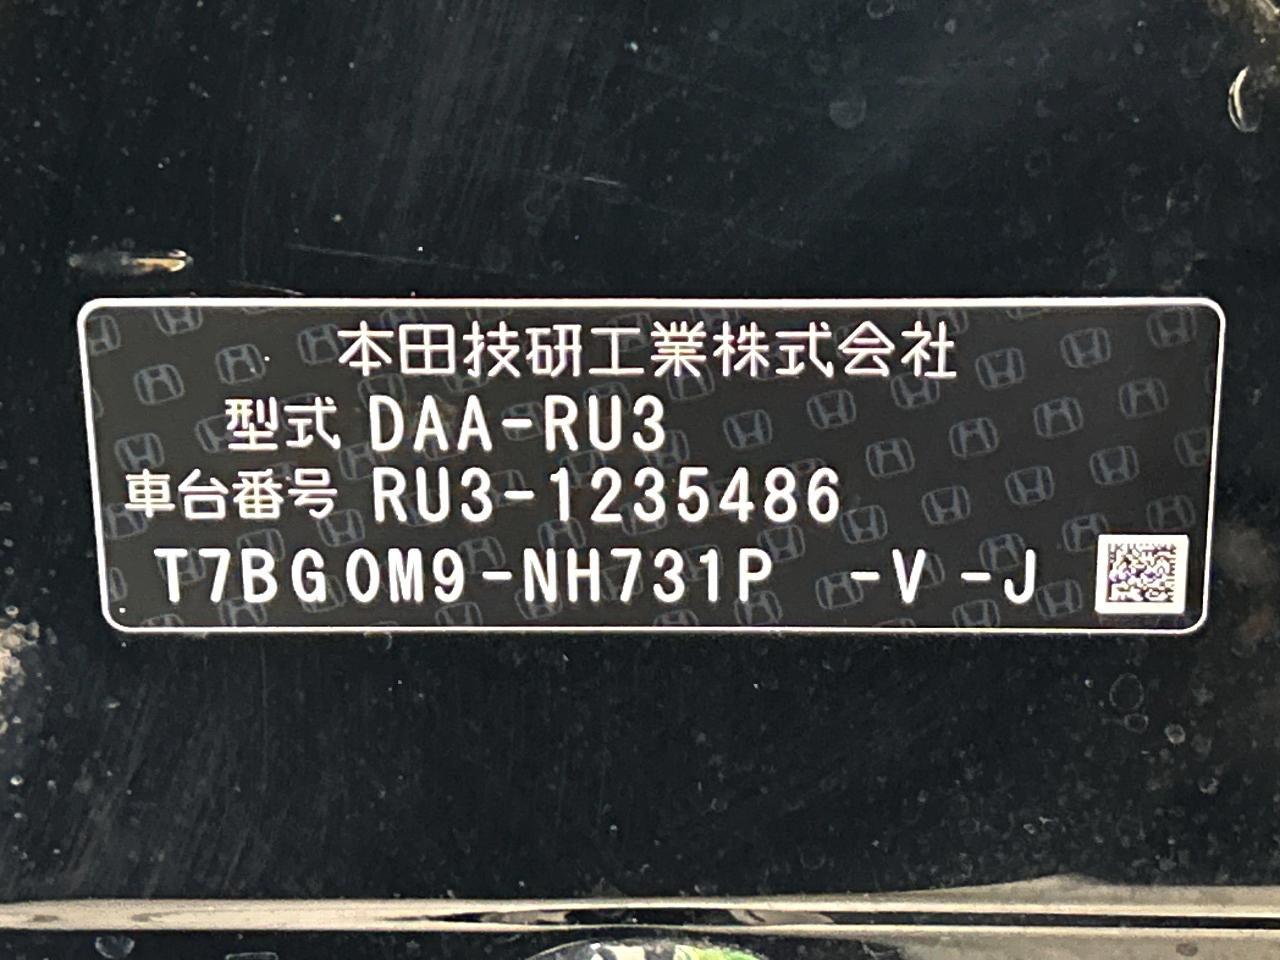 本田技研工業株式会社
型式 DAA-RU3
車台番号 RU3-1235486
T7BG0M9-NH731P -V -J